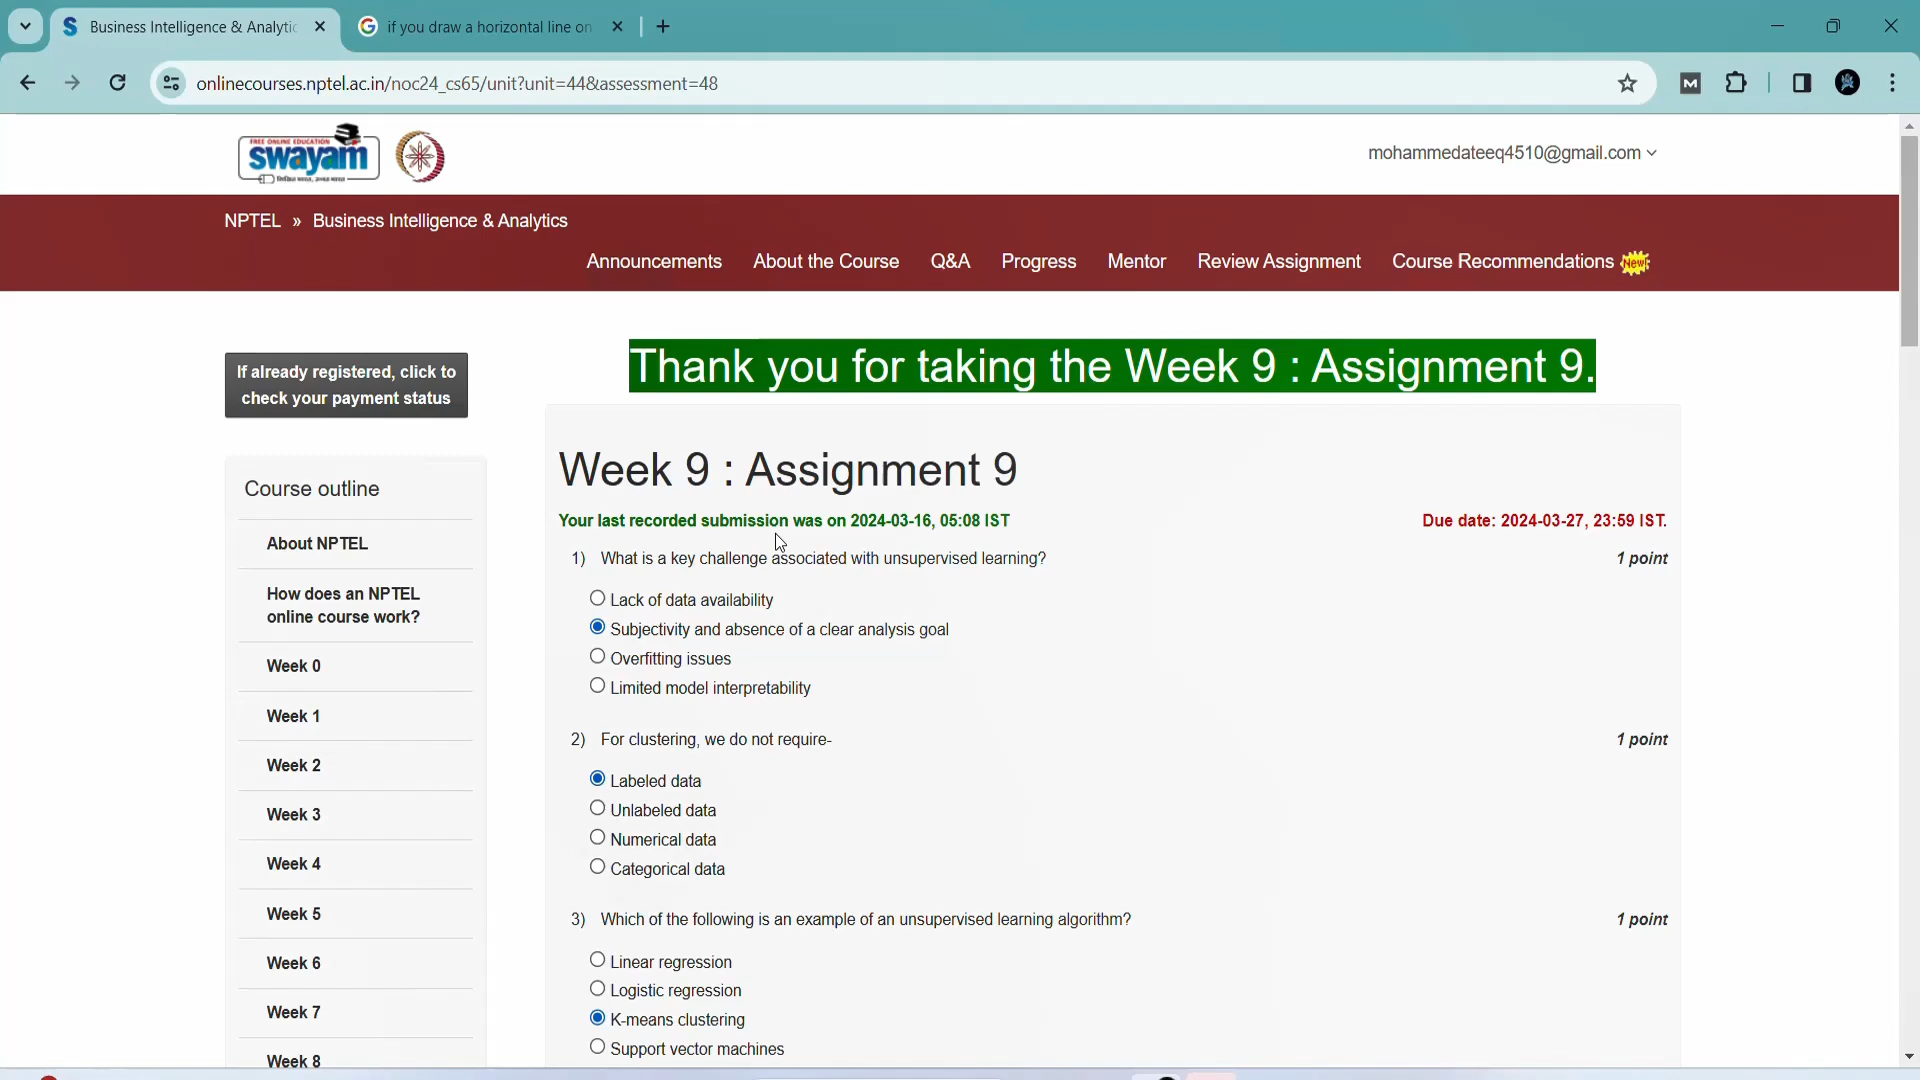 Business Intelligence & Analytic
if you draw a horizontal line on
onlinecourses.nptel.ac.in/noc24_cs65/unit?unit=44&assessment=48
M
FREE ONLINE EDUCATION
swayam
mohammedateeq4510@gmail.com
NPTEL » Business Intelligence & Analytics
Announcements About the Course Q&A Progress Mentor Review Assignment Course Recommendations New!
If already registered, click to
check your payment status
Thank you for taking the Week 9 : Assignment 9.
Course outline
About NPTEL
How does an NPTEL
online course work?
Week 0
Week 1
Week 2
Week 3
Week 4
Week 5
Week 6
Week 7
Week 8
Week 9 : Assignment 9
Your last recorded submission was on 2024-03-16, 05:08 IST
Due date: 2024-03-27, 23:59 IST.
1) What is a key challenge associated with unsupervised learning? 1 point
Lack of data availability
Subjectivity and absence of a clear analysis goal
Overfitting issues
Limited model interpretability
2) For clustering, we do not require- 1 point
Labeled data
Unlabeled data
Numerical data
Categorical data
3) Which of the following is an example of an unsupervised learning algorithm? 1 point
Linear regression
Logistic regression
K-means clustering
Support vector machines